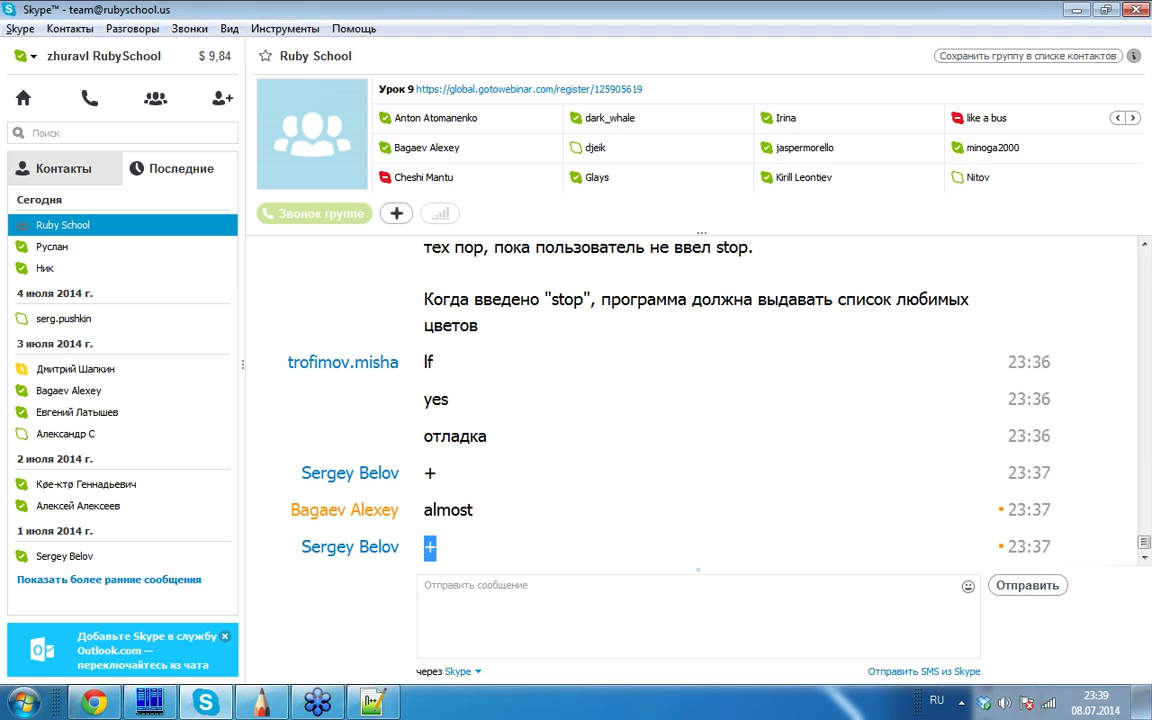 Skype™ - team@rubyschool.us
Skype Контакты Разговоры Звонки Вид Инструменты Помощь
zhuravl RubySchool $ 9,84
Поиск
Контакты Последние
Сегодня
Ruby School
Руслан
Ник
4 июля 2014 г.
serg.pushkin
3 июля 2014 г.
Дмитрий Шапкин
Bagaev Alexey
Евгений Латышев
Александр С
2 июля 2014 г.
Кøе-ктø Геннадьевич
Алексей Алексеев
1 июля 2014 г.
Sergey Belov
Показать более ранние сообщения
Добавьте Skype в службу
Outlook.com —
переключайтесь из чата
Ruby School
Сохранить группу в списке контактов
Урок 9 https://global.gotowebinar.com/register/125905619
Anton Atomanenko dark_whale Irina like a bus
Bagaev Alexey djeik jaspermorello minoga2000
Cheshi Mantu Glays Kirill Leontiev Nitov
Звонок группе
тех пор, пока пользователь не ввел stop.
Когда введено "stop", программа должна выдавать список любимых
цветов
trofimov.misha lf 23:36
yes 23:36
отладка 23:36
Sergey Belov + 23:37
Bagaev Alexey almost 23:37
Sergey Belov + 23:37
Отправить сообщение
Отправить
через Skype
Отправить SMS из Skype
RU
23:39
08.07.2014